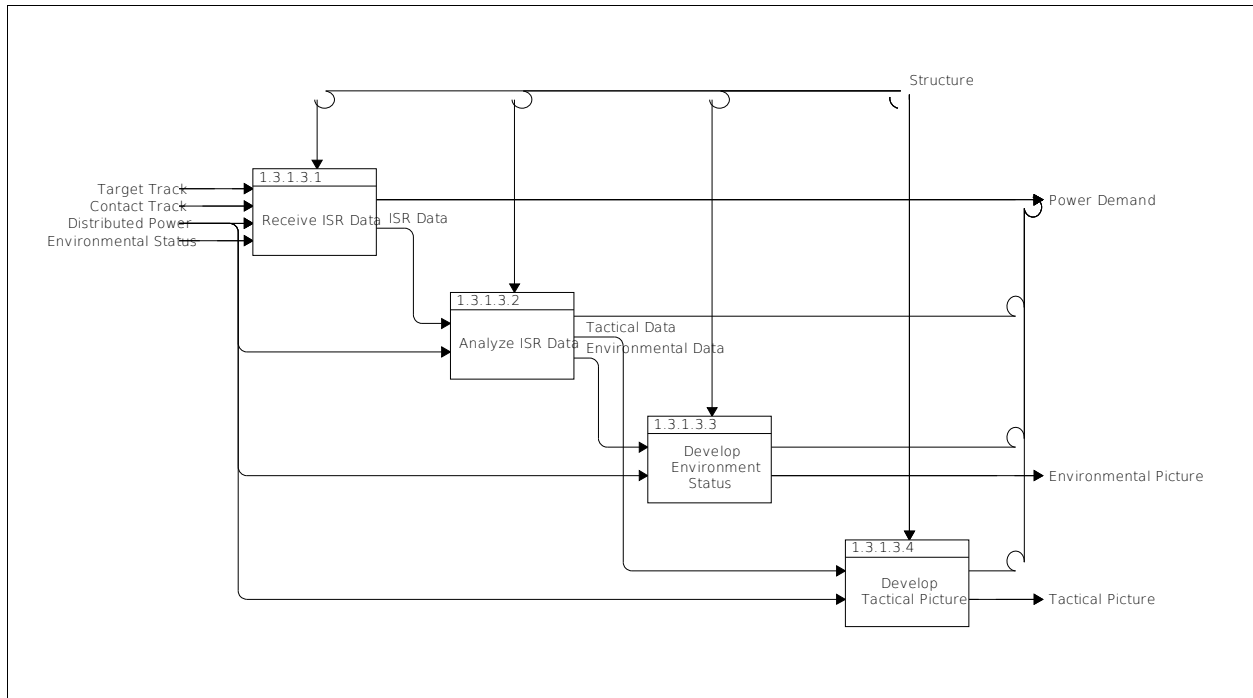 Structure
1.3.1.3.1
Target Track
Contact Track
Distributed Power
Environmental Status
Receive ISR Data
ISR Data
Power Demand
1.3.1.3.2
Analyze ISR Data
Tactical Data
Environmental Data
1.3.1.3.3
Develop
Environment
Status
Environmental Picture
1.3.1.3.4
Develop
Tactical Picture
Tactical Picture